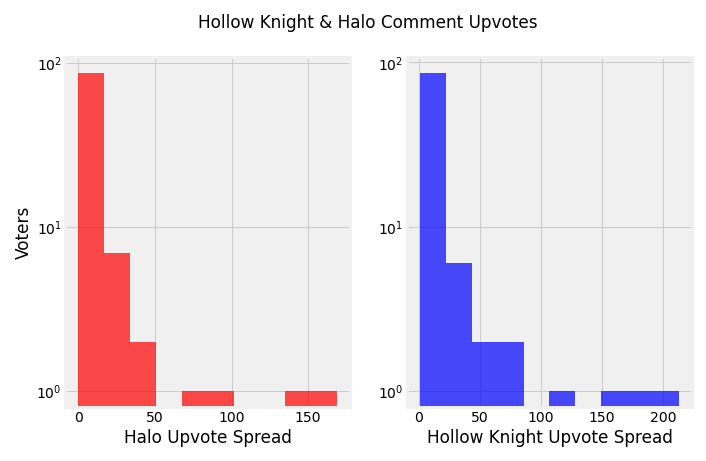 Hollow Knight & Halo Comment Upvotes
Voters
10²
10¹
10⁰
0 50 100 150
Halo Upvote Spread
10²
10¹
10⁰
0 50 100 150 200
Hollow Knight Upvote Spread